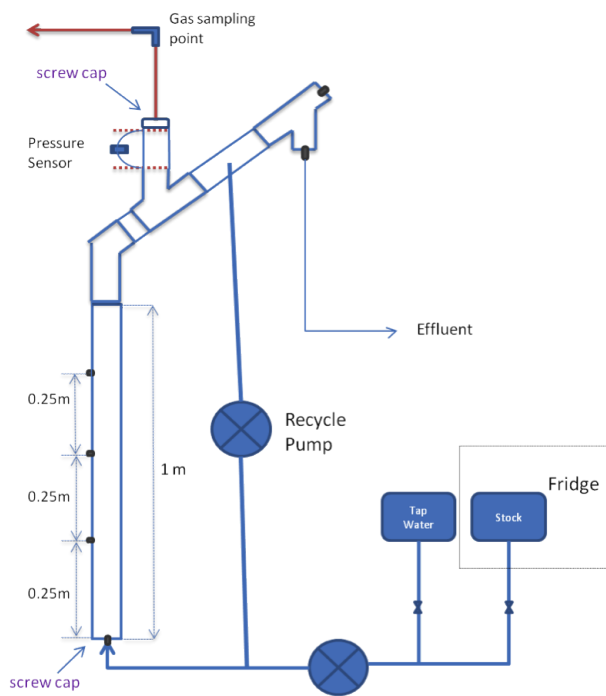 Gas sampling
point
screw cap
Pressure
Sensor
Effluent
0.25m
Recycle
Pump
1 m
0.25m
Fridge
Tap
Water
Stock
0.25m
screw cap